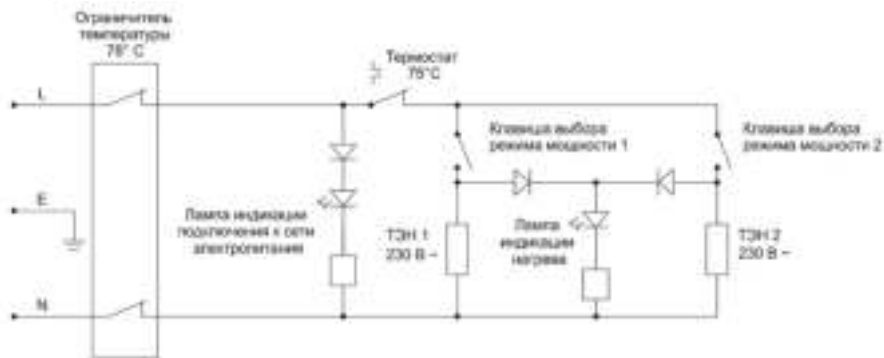 Ограничитель
температуры
78° C
Термостат
75°C
L
Клавиша выбора
режима мощности 1
Клавиша выбора
режима мощности 2
E
Лампа индикации
подключения к сети
электропитания
ТЭН 1
230 В ~
Лампа
индикации
нагрева
ТЭН 2
230 В ~
N